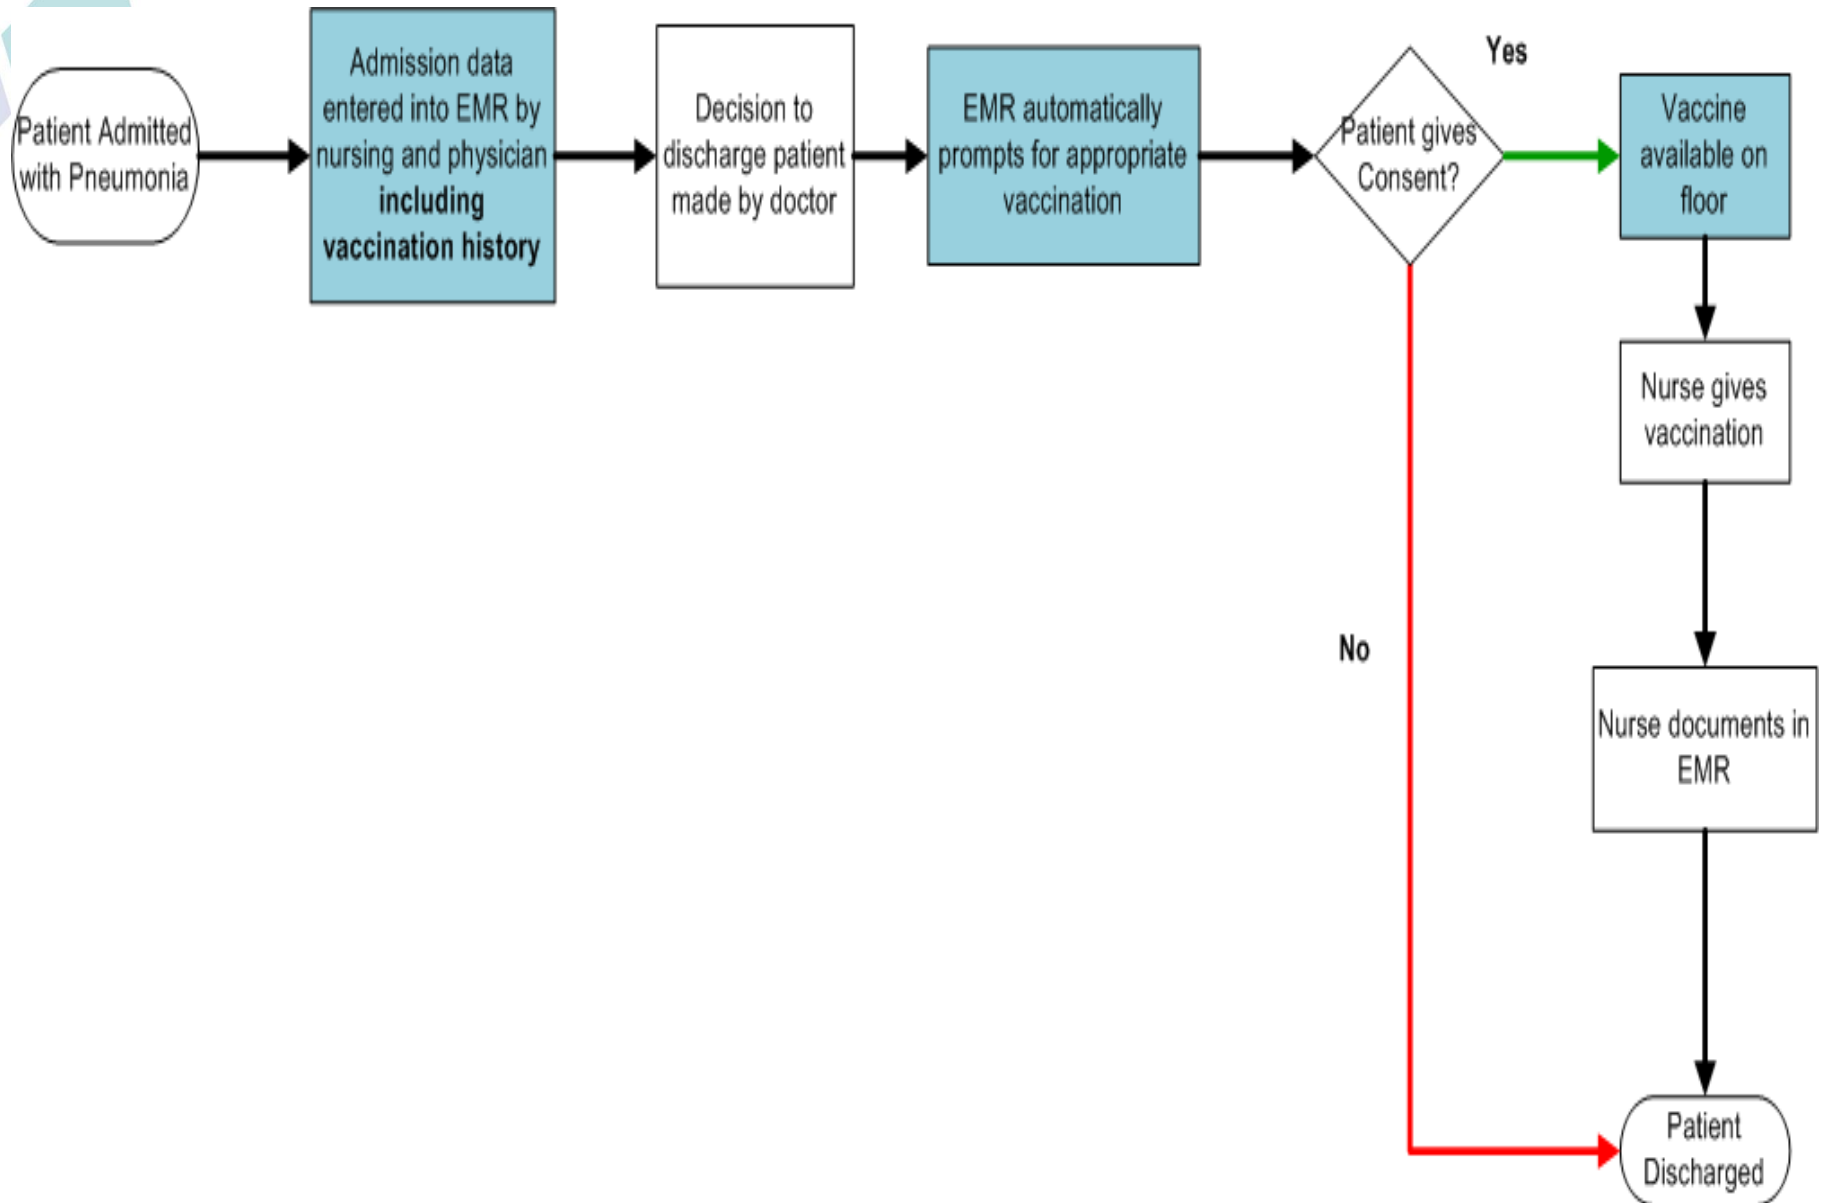 Patient Admitted
with Pneumonia
Admission data
entered into EMR by
nursing and physician
including
vaccination history
Decision to
discharge patient
made by doctor
EMR automatically
prompts for appropriate
vaccination
Patient gives
Consent?
Yes
Vaccine
available on
floor
Nurse gives
vaccination
No
Nurse documents in
EMR
Patient
Discharged